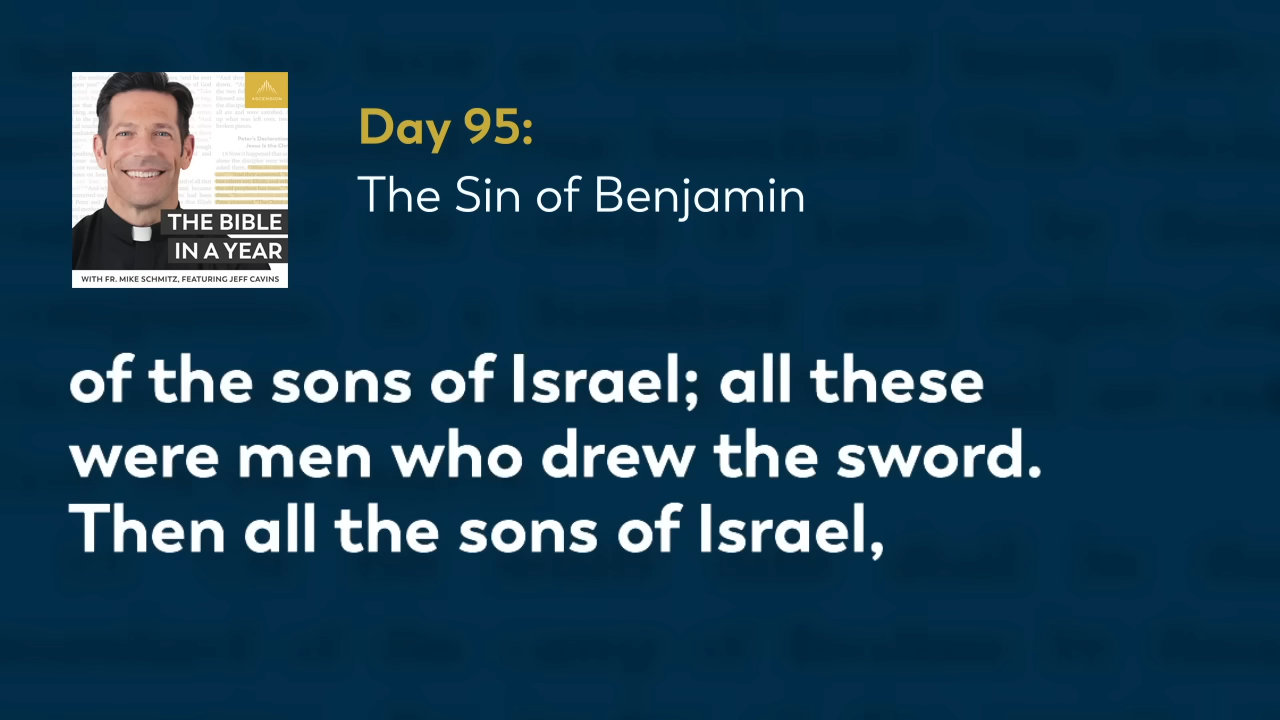 ASCENSION
THE BIBLE
IN A YEAR
WITH FR. MIKE SCHMITZ, FEATURING JEFF CAVINS
Day 95:
The Sin of Benjamin
of the sons of Israel; all these
were men who drew the sword.
Then all the sons of Israel,